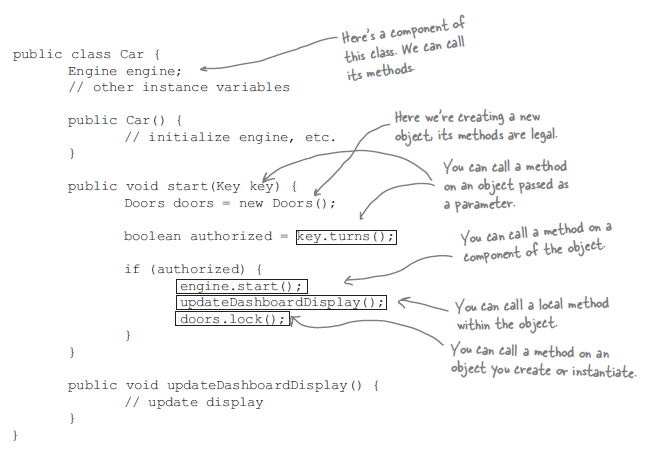 public class Car {
Engine engine;
// other instance variables
public Car() {
// initialize engine, etc.
}
public void start(Key key) {
Doors doors = new Doors();
boolean authorized = key.turns();
if (authorized) {
engine.start();
updateDashboardDisplay();
doors.lock();
}
}
public void updateDashboardDisplay() {
// update display
}
}
Here's a component of
this class. We can call
its methods.
Here we're creating a new
object, its methods are legal.
You can call a method
on an object passed as
a parameter.
You can call a method on a
component of the object.
You can call a local method
within the object.
You can call a method on an
object you create or instantiate.